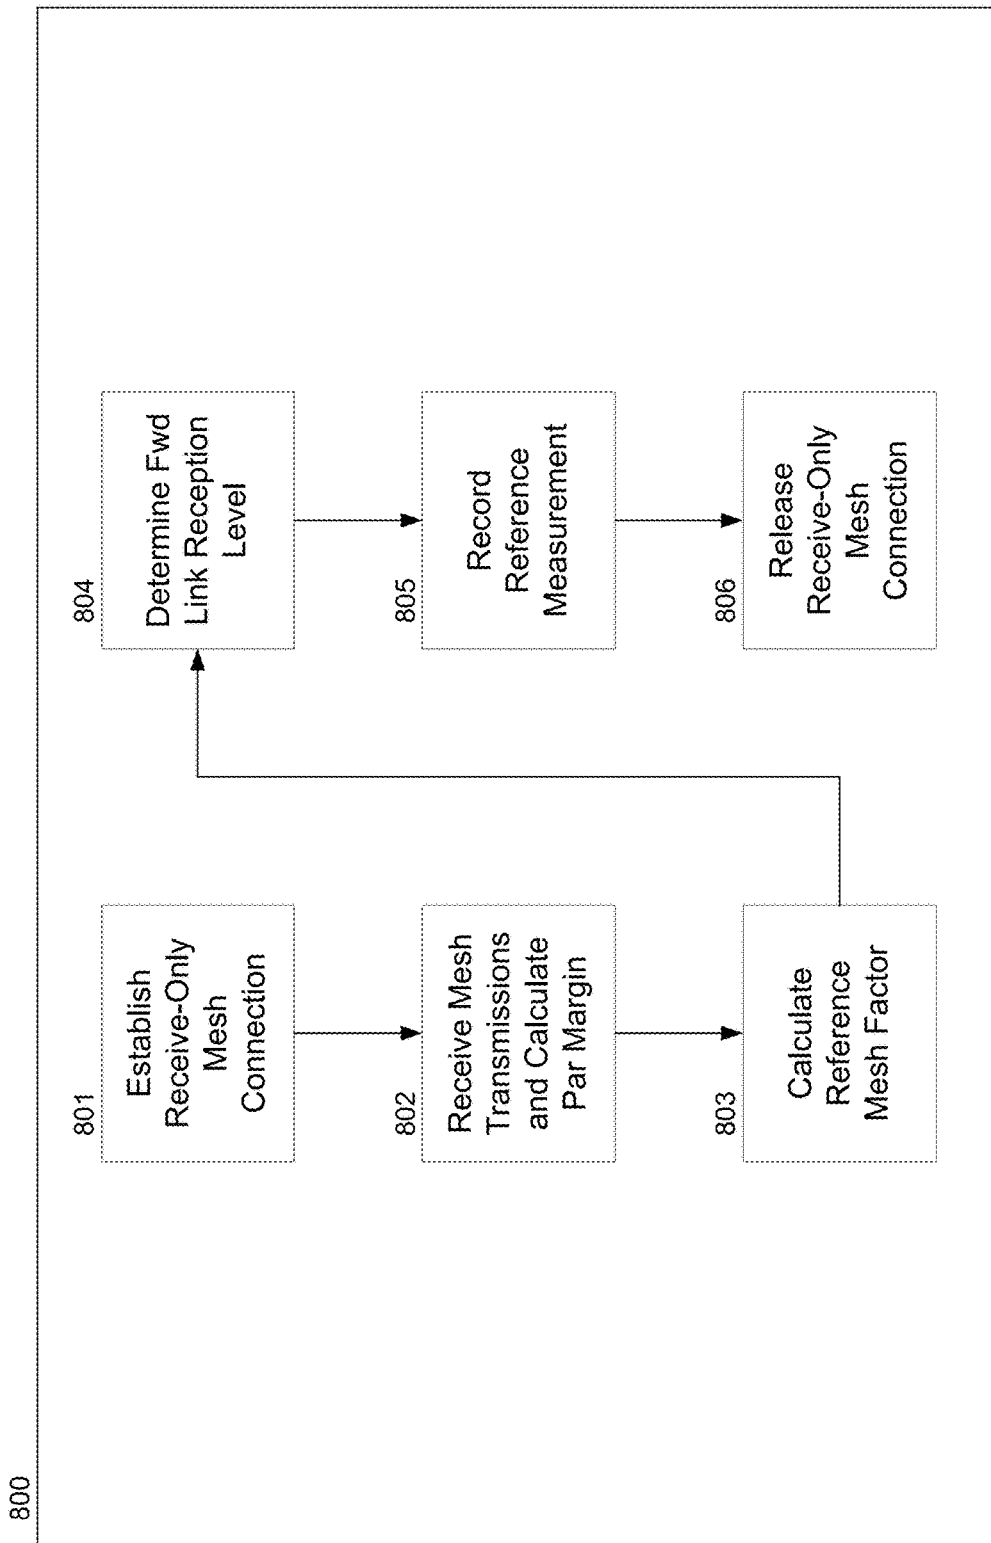 800
801
Establish
Receive-Only
Mesh
Connection
802
Receive Mesh
Transmissions
and Calculate
Par Margin
803
Calculate
Reference
Mesh Factor
804
Determine Fwd
Link Reception
Level
805
Record
Reference
Measurement
806
Release
Receive-Only
Mesh
Connection